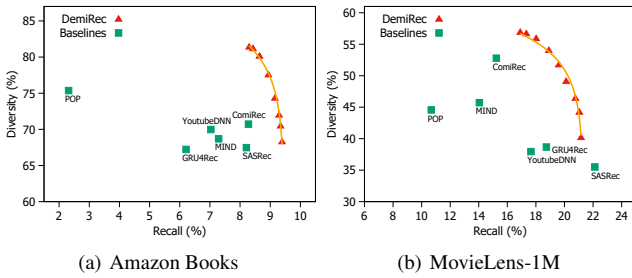 DemiRec
Baselines
Diversity (%)
85
80
75
70
65
60
POP
YoutubeDNN
ComiRec
GRU4Rec
MIND
SASRec
2 3 4 5 6 7 8 9 10
Recall (%)
(a) Amazon Books
DemiRec
Baselines
Diversity (%)
60
55
50
45
40
35
30
ComiRec
POP
MIND
GRU4Rec
YoutubeDNN
SASRec
6 8 10 12 14 16 18 20 22 24
Recall (%)
(b) MovieLens-1M